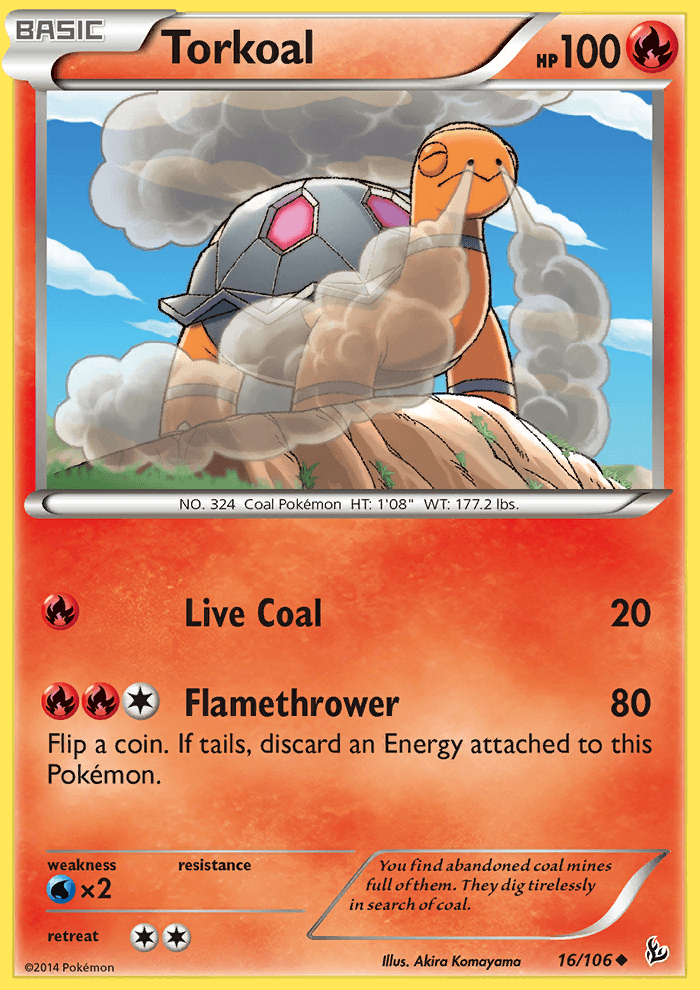 BASIC
Torkoal
HP100
NO. 324 Coal Pokémon HT: 1'08" WT: 177.2 lbs.
Live Coal 20
Flamethrower 80
Flip a coin. If tails, discard an Energy attached to this
Pokémon.
weakness resistance
×2
You find abandoned coal mines
full of them. They dig tirelessly
in search of coal.
retreat
©2014 Pokémon
Illus. Akira Komayama 16/106